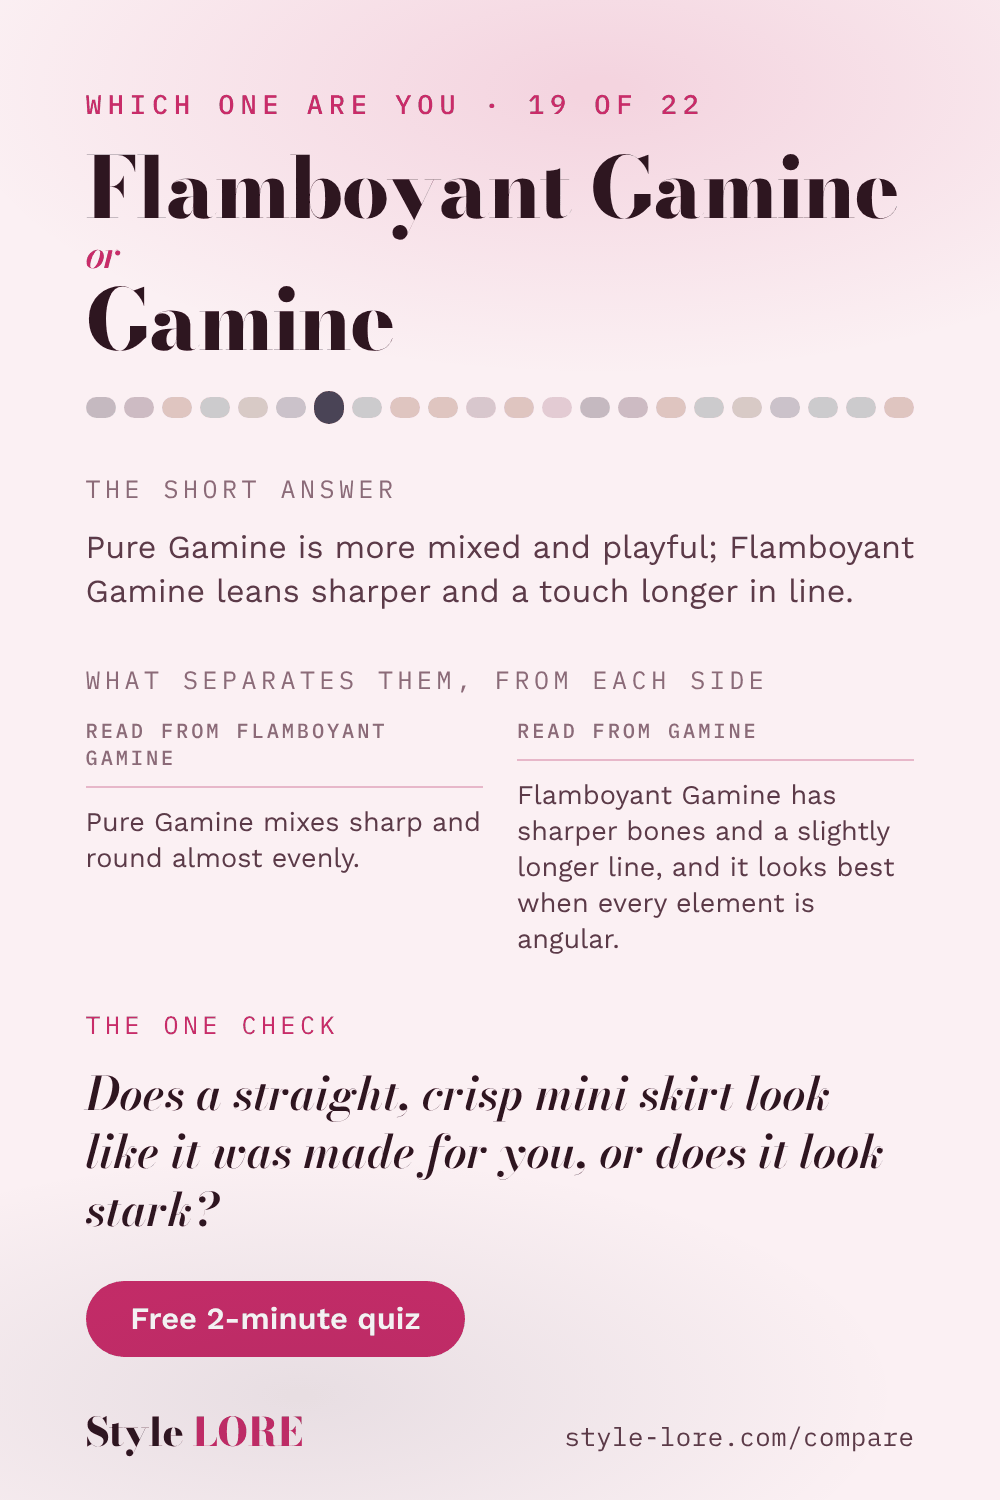 WHICH ONE ARE YOU · 19 OF 22
Flamboyant Gamine
or
Gamine
THE SHORT ANSWER
Pure Gamine is more mixed and playful; Flamboyant
Gamine leans sharper and a touch longer in line.
WHAT SEPARATES THEM, FROM EACH SIDE
READ FROM FLAMBOYANT
GAMINE
Pure Gamine mixes sharp and
round almost evenly.
READ FROM GAMINE
Flamboyant Gamine has
sharper bones and a slightly
longer line, and it looks best
when every element is
angular.
THE ONE CHECK
Does a straight, crisp mini skirt look
like it was made for you, or does it look
stark?
Free 2-minute quiz
Style LORE
style-lore.com/compare